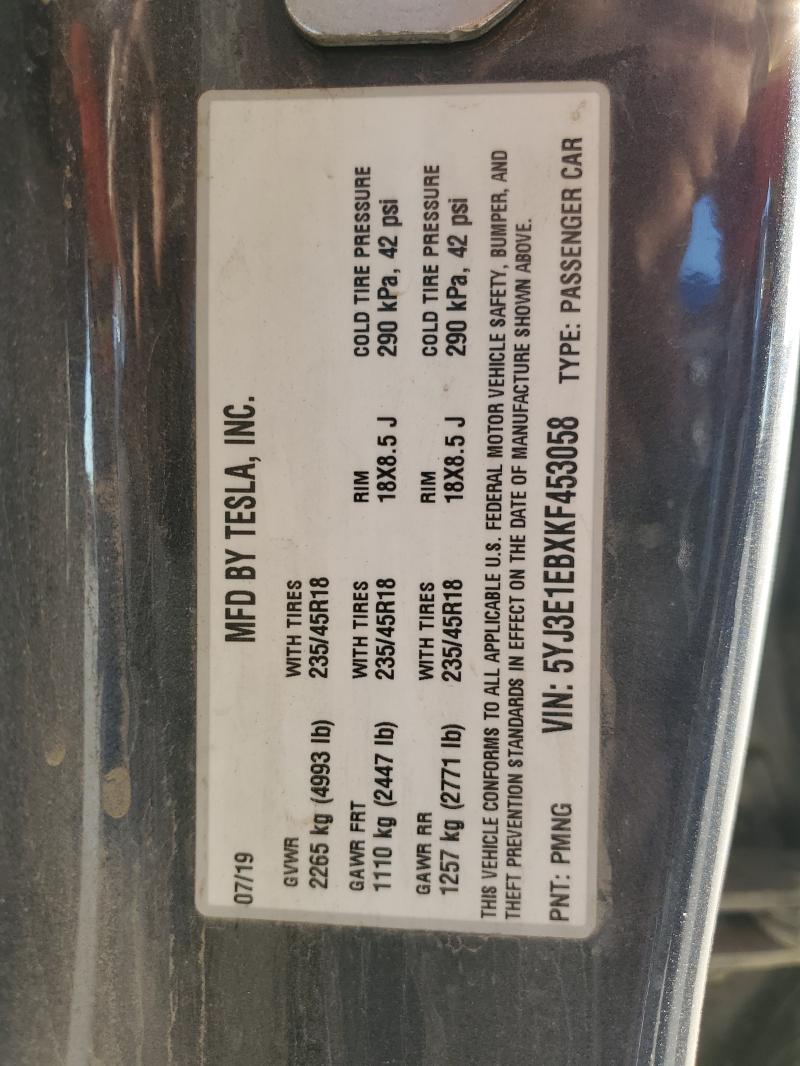 MFD BY TESLA, INC.
07/19
GVWR WITH TIRES
2265 kg (4993 lb) 235/45R18
GAWR FRT WITH TIRES RIM COLD TIRE PRESSURE
1110 kg (2447 lb) 235/45R18 18X8.5 J 290 kPa, 42 psi
GAWR RR WITH TIRES RIM COLD TIRE PRESSURE
1257 kg (2771 lb) 235/45R18 18X8.5 J 290 kPa, 42 psi
THIS VEHICLE CONFORMS TO ALL APPLICABLE U.S. FEDERAL MOTOR VEHICLE SAFETY, BUMPER, AND
THEFT PREVENTION STANDARDS IN EFFECT ON THE DATE OF MANUFACTURE SHOWN ABOVE.
PNT: PMNG VIN: 5YJ3E1EBXKF453058 TYPE: PASSENGER CAR